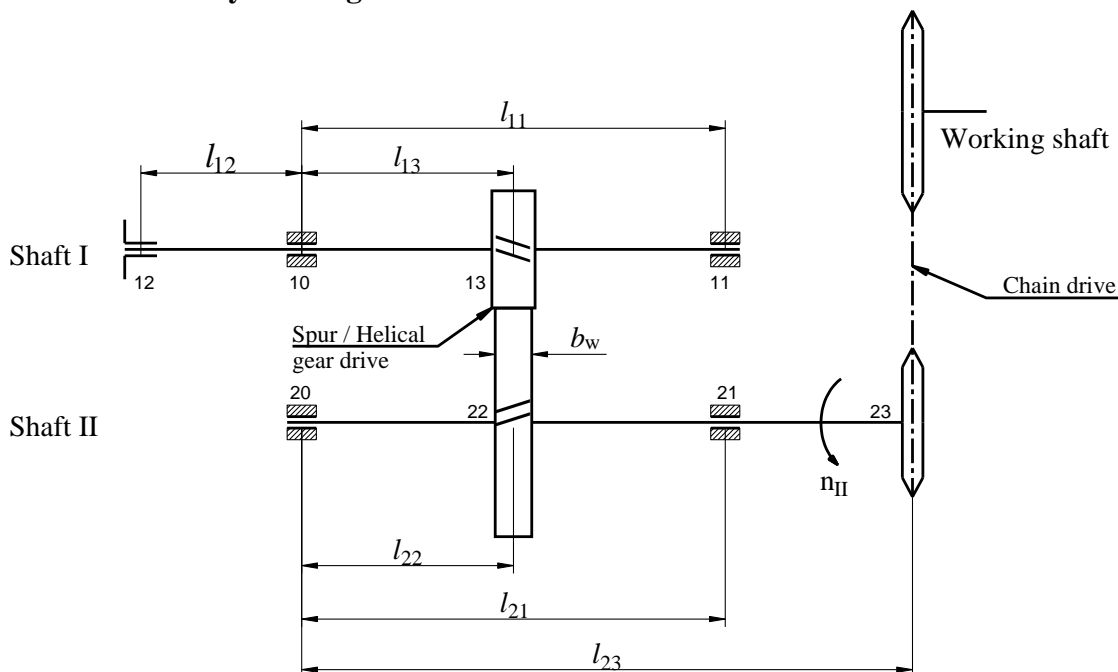 l11
Working shaft
l12
l13
Shaft I
12
10
13
11
Chain drive
Spur / Helical
gear drive
bw
20
22
21
23
Shaft II
nII
l22
l21
l23